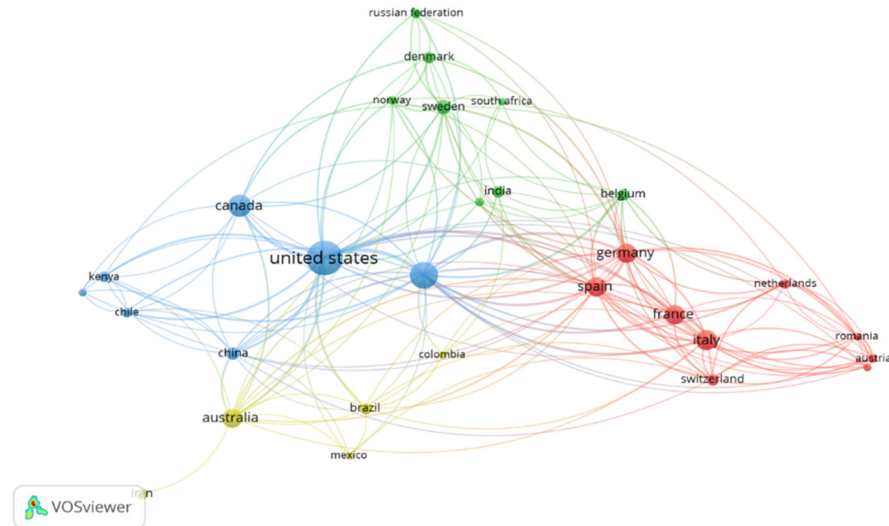 russian federation
denmark
norway
sweden
south africa
india
belgium
canada
united states
germany
kenya
spain
netherlands
chile
france
italy
romania
china
colombia
austria
switzerland
australia
brazil
mexico
iran
VOSviewer